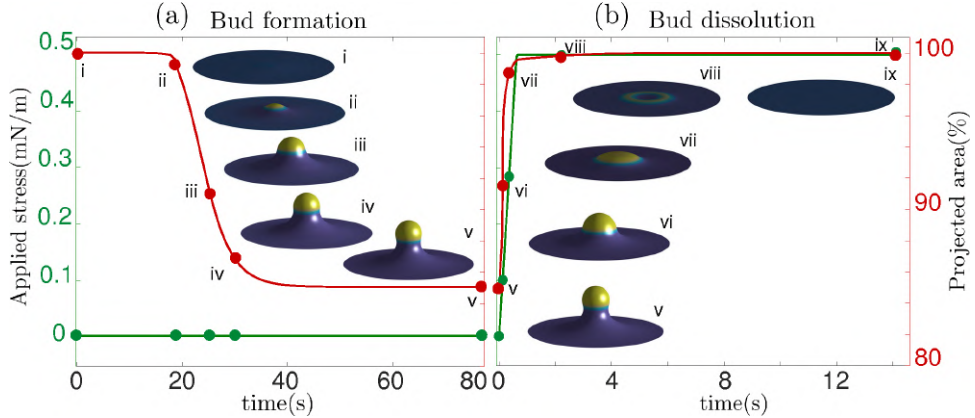 (a) Bud formation
(b) Bud dissolution
Applied stress(mN/m)
0.5
0.4
0.3
0.2
0.1
0
i
ii
iii
iv
v
i
ii
iii
iv
v
0 20 40 60 80
time(s)
v
vi
vii
viii
ix
viii
ix
vii
vi
v
0 4 8 12
time(s)
100
90
80
Projected area(%)